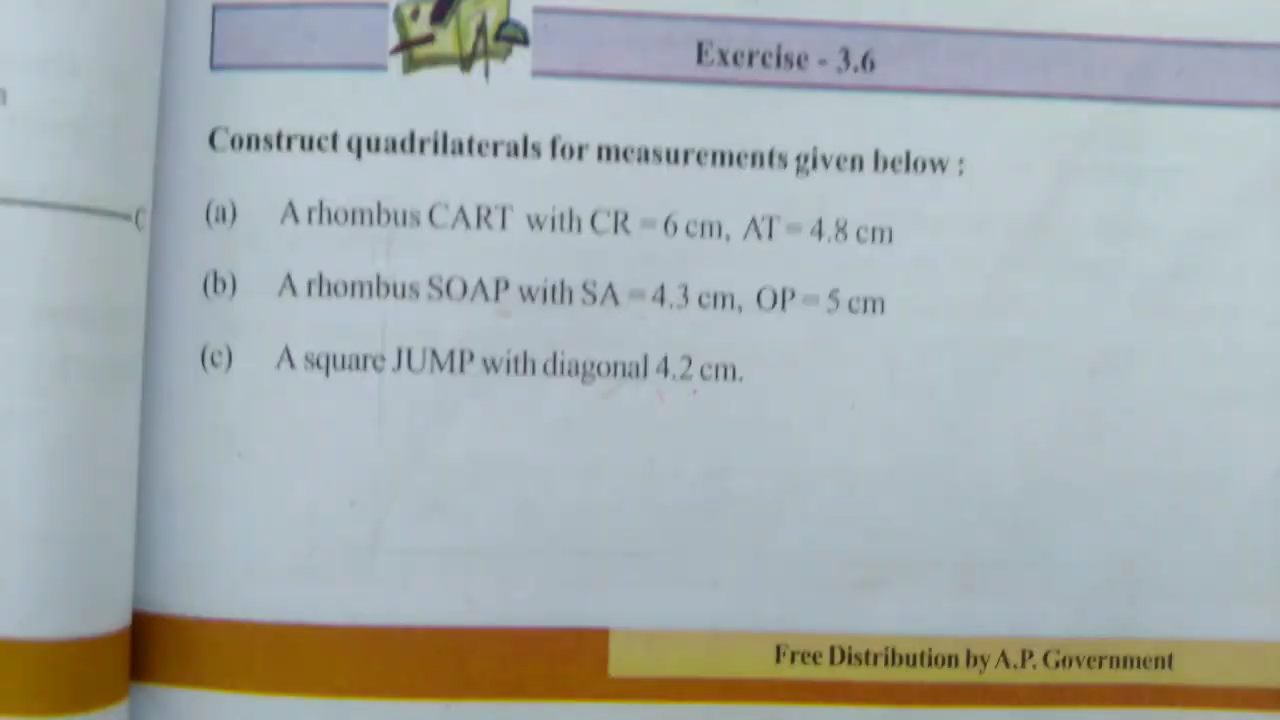 Exercise - 3.6
Construct quadrilaterals for measurements given below :
(a) A rhombus CART with CR = 6 cm, AT = 4.8 cm
(b) A rhombus SOAP with SA = 4.3 cm, OP = 5 cm
(c) A square JUMP with diagonal 4.2 cm.
C
Free Distribution by A.P. Government